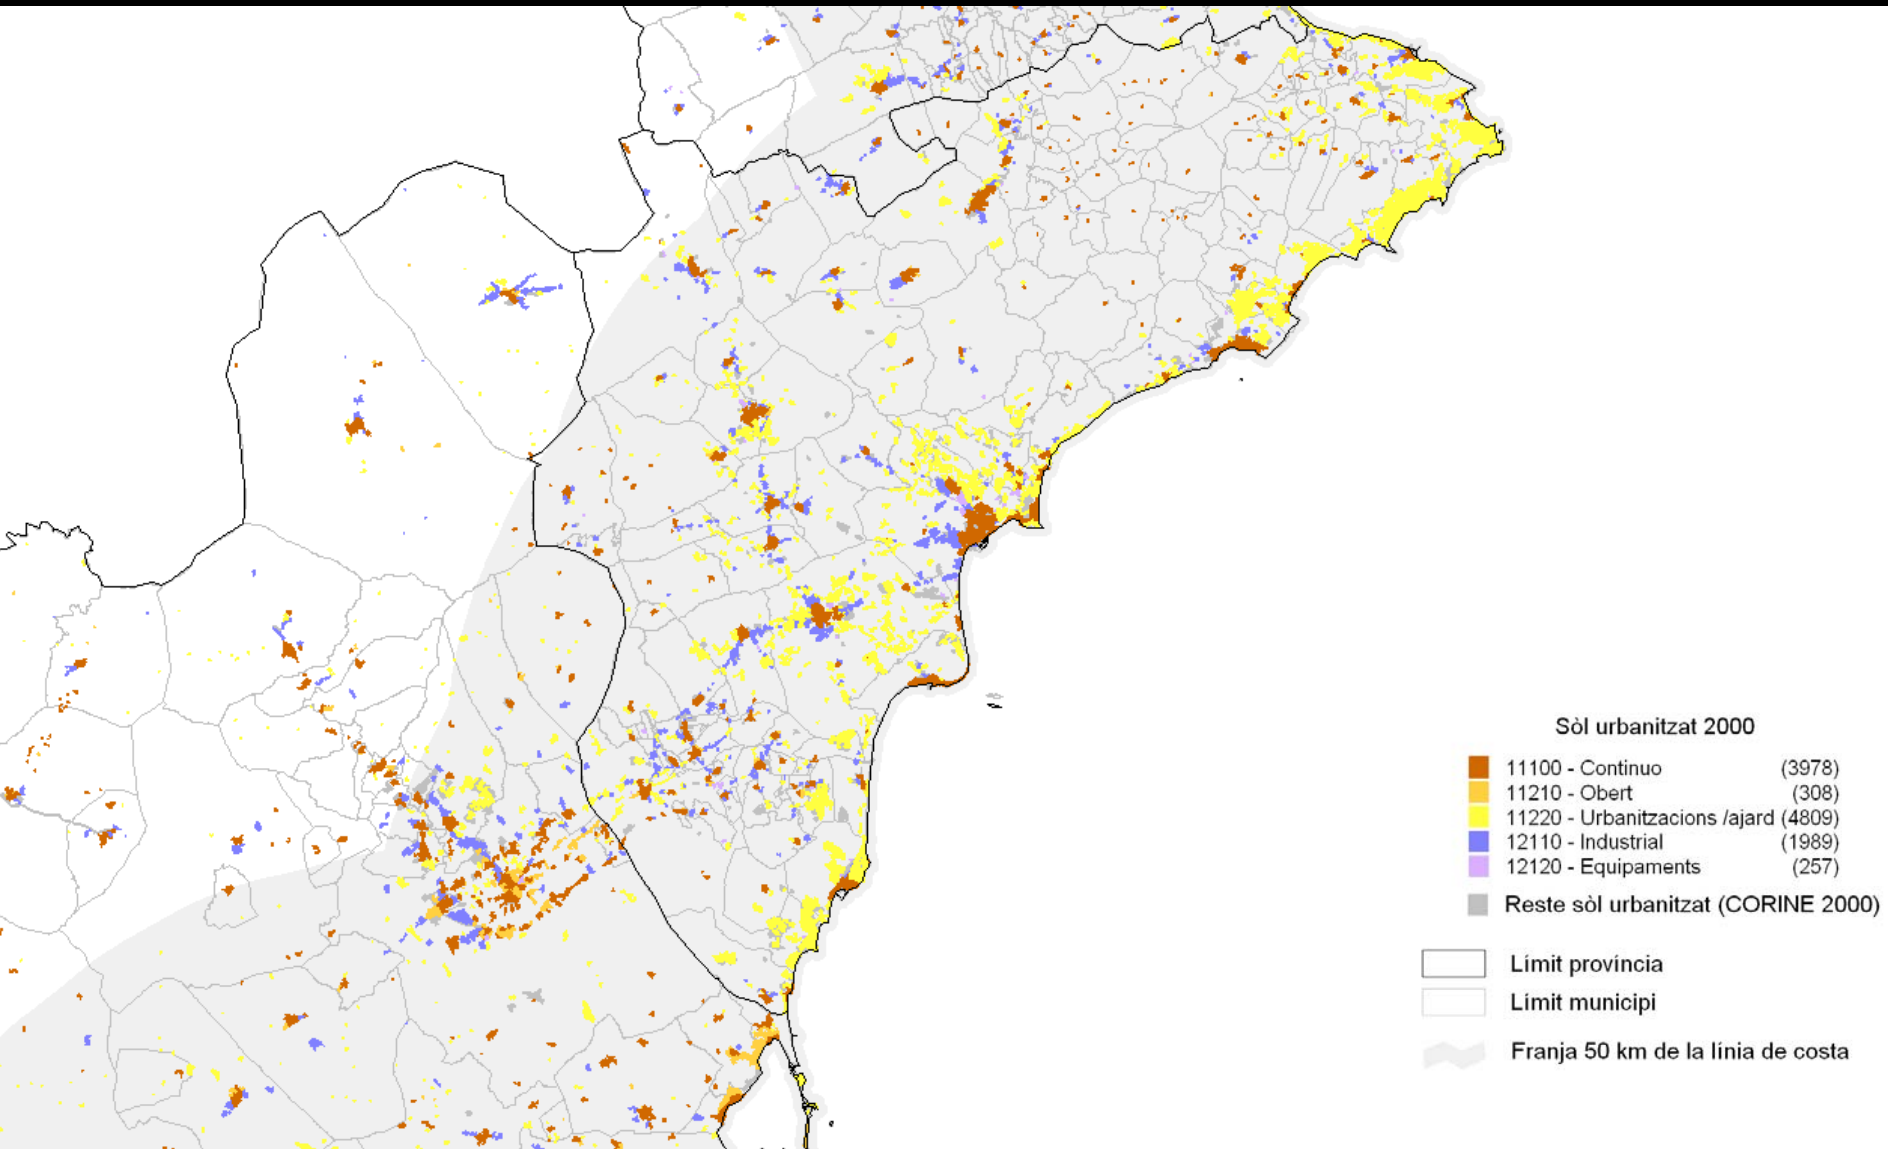 Sòl urbanitzat 2000
11100 - Continuo (3978)
11210 - Obert (308)
11220 - Urbanitzacions /ajard (4809)
12110 - Industrial (1989)
12120 - Equipaments (257)
Reste sòl urbanitzat (CORINE 2000)
Límit província
Límit municipi
Franja 50 km de la línia de costa